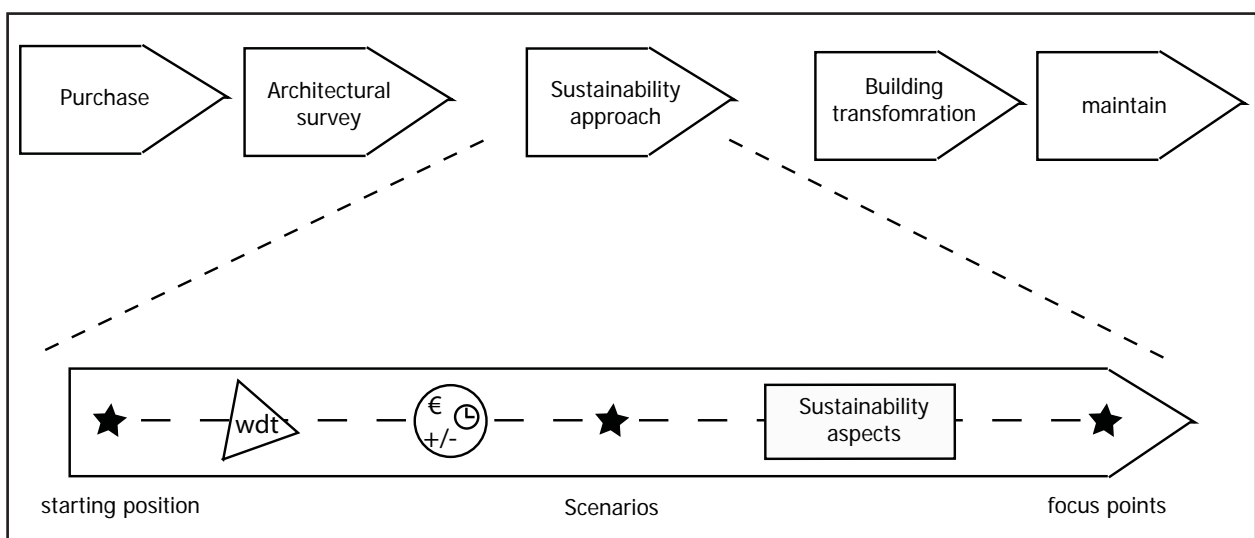 Purchase
Architectural
survey
Sustainability
approach
Building
transfomration
maintain
wdt
€
+/-
Sustainability
aspects
starting position
Scenarios
focus points